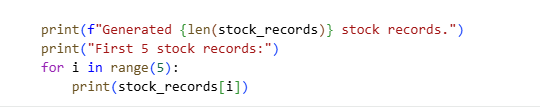 print(f"Generated {len(stock_records)} stock records.")
print("First 5 stock records:")
for i in range(5):
    print(stock_records[i])